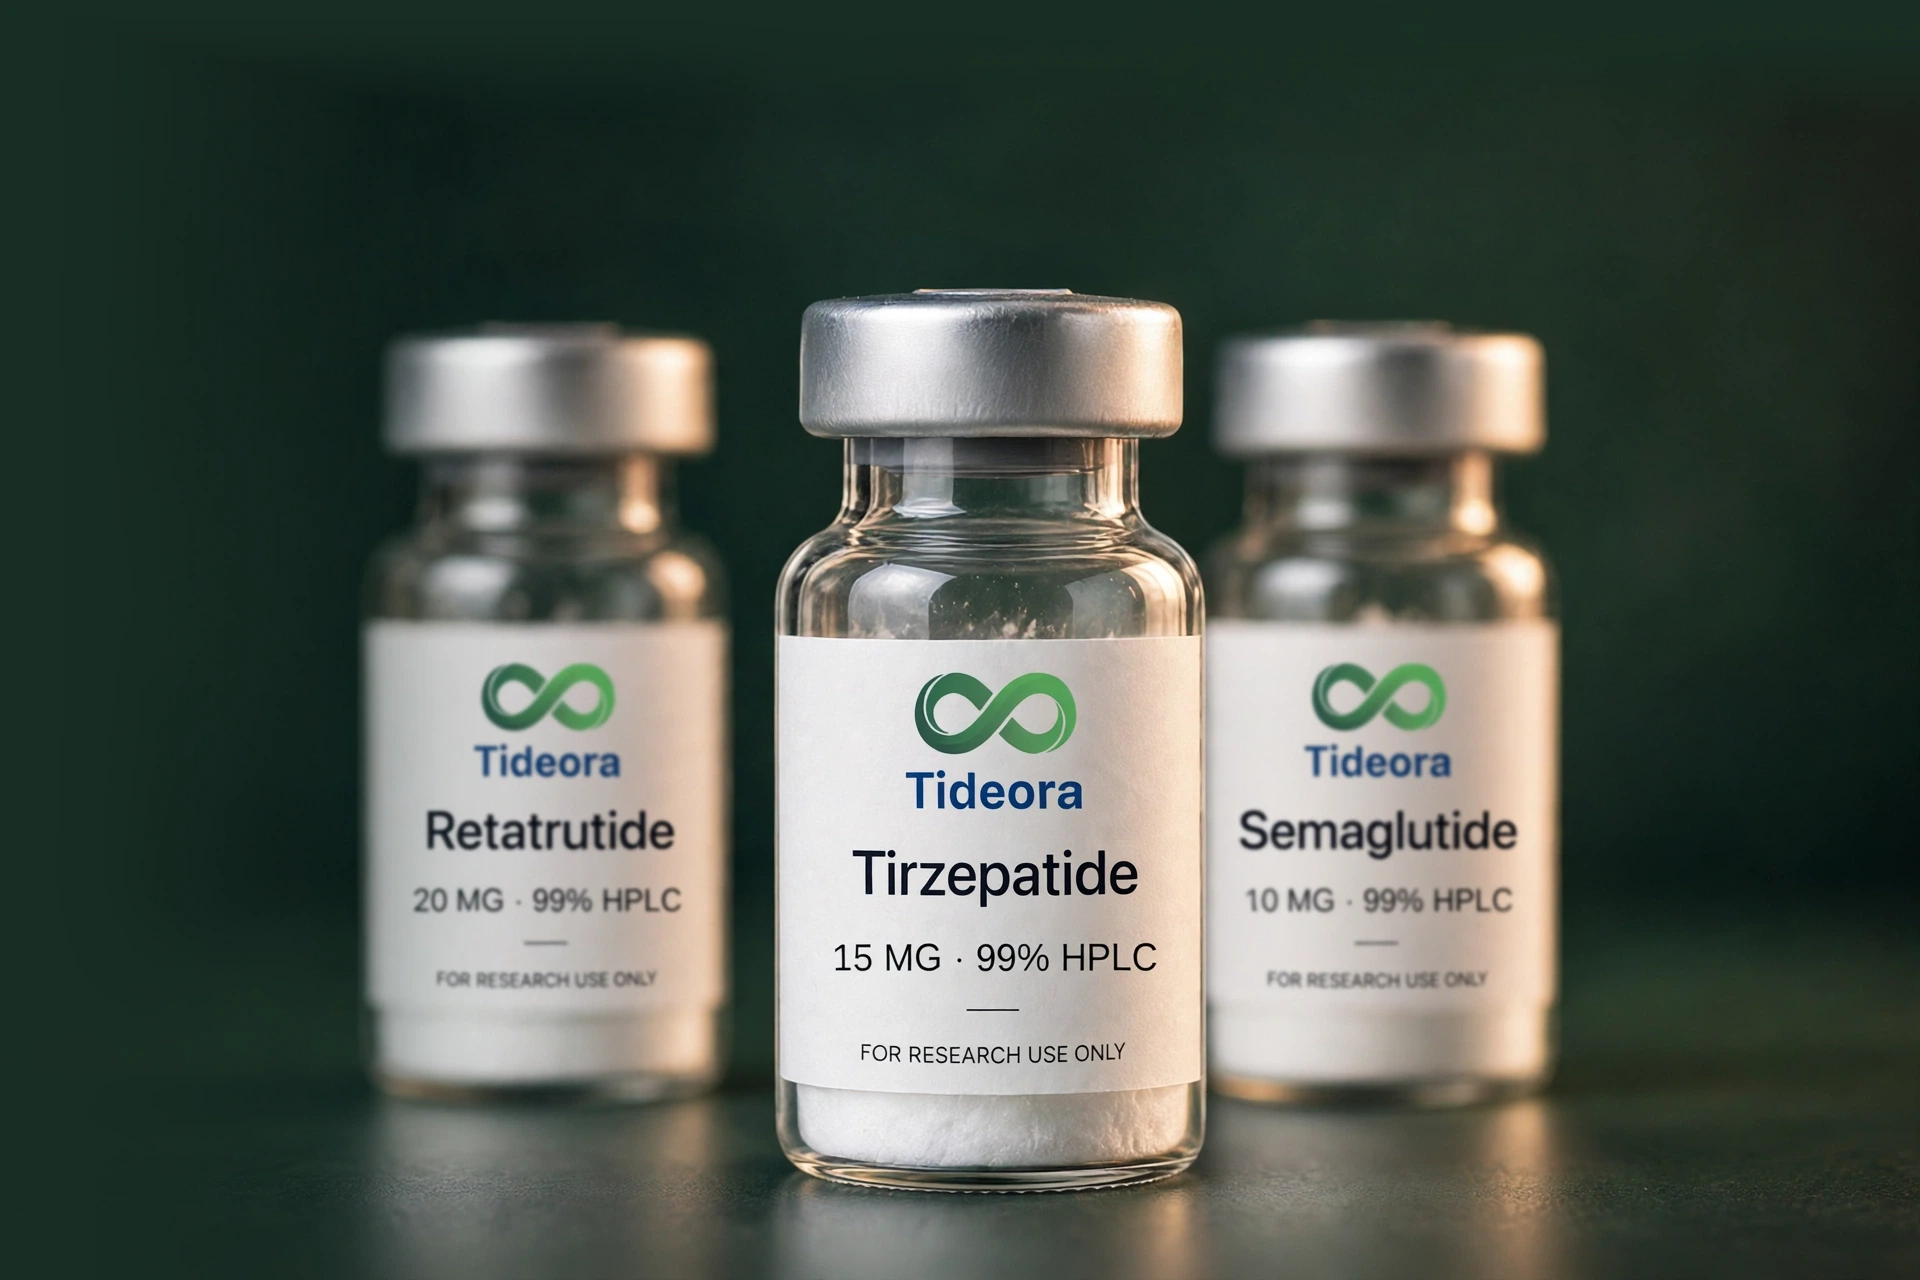 Tideora
Retatrutide
20 MG · 99% HPLC
FOR RESEARCH USE ONLY
Tideora
Tirzepatide
15 MG · 99% HPLC
FOR RESEARCH USE ONLY
Tideora
Semaglutide
10 MG · 99% HPLC
FOR RESEARCH USE ONLY